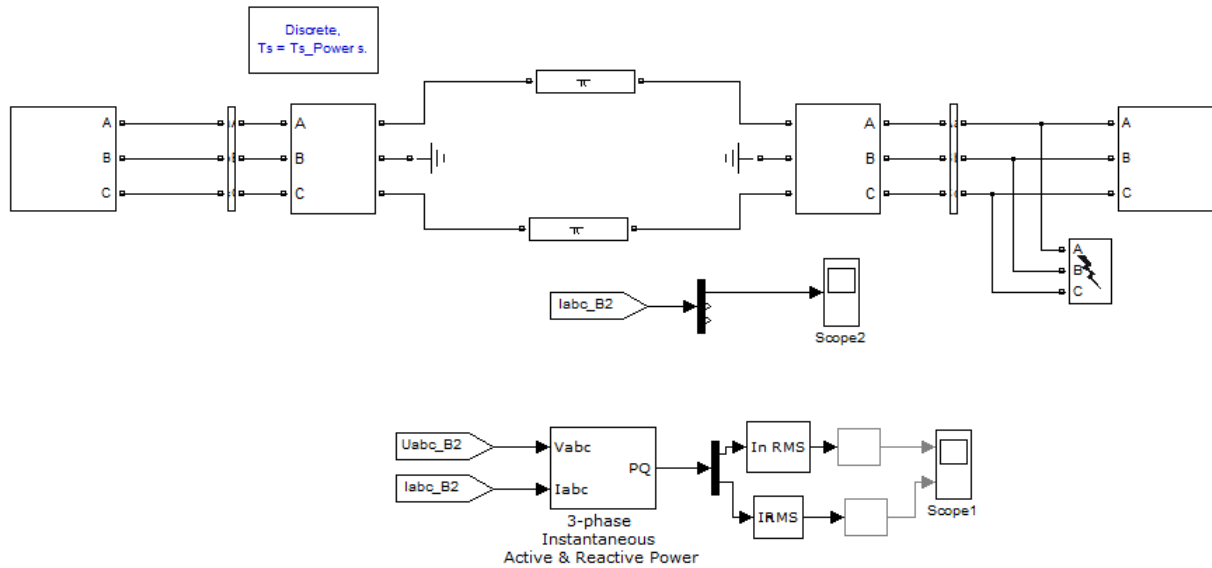 Discrete,
Ts = Ts_Power s.
A
B
C
A
B
C
π
π
A
B
C
A
B
C
A
B
C
Iabc_B2
Scope2
Uabc_B2
Iabc_B2
Vabc
Iabc
PQ
3-phase
Instantaneous
Active & Reactive Power
In RMS
RMS
Scope1